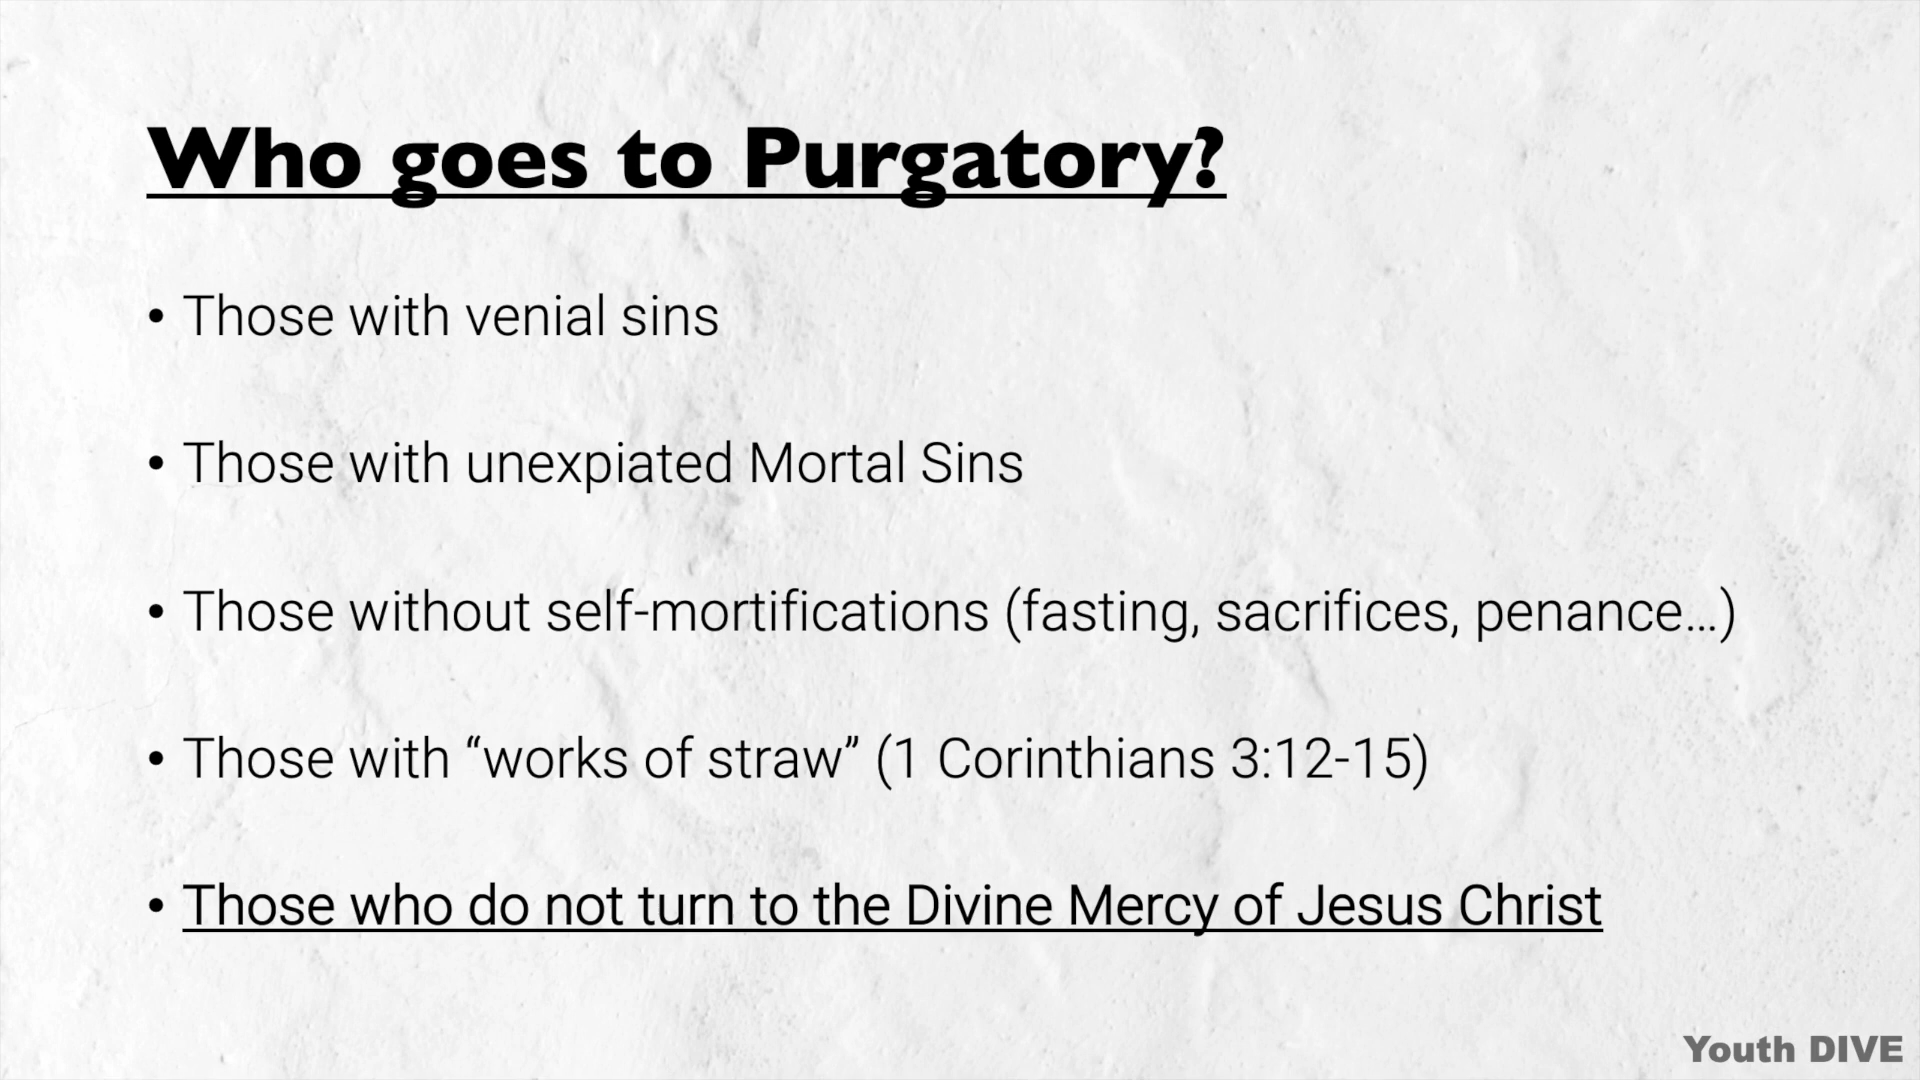 Who goes to Purgatory?
• Those with venial sins
• Those with unexpiated Mortal Sins
• Those without self-mortifications (fasting, sacrifices, penance…)
• Those with “works of straw” (1 Corinthians 3:12-15)
• Those who do not turn to the Divine Mercy of Jesus Christ
Youth DIVE